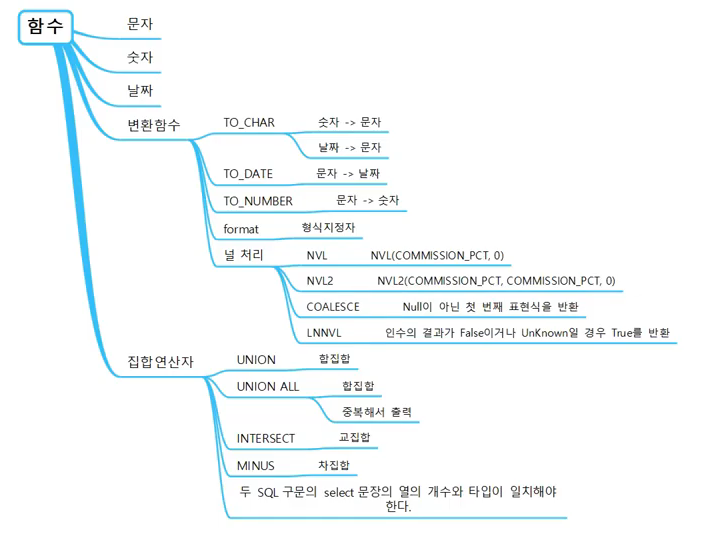 함수
문자
숫자
날짜
변환함수
TO_CHAR
숫자 -> 문자
날짜 -> 문자
TO_DATE
문자 -> 날짜
TO_NUMBER
문자 -> 숫자
format
형식지정자
널 처리
NVL
NVL(COMMISSION_PCT, 0)
NVL2
NVL2(COMMISSION_PCT, COMMISSION_PCT, 0)
COALESCE
Null이 아닌 첫 번째 표현식을 반환
LNNVL
인수의 결과가 False이거나 UnKnown일 경우 True를 반환
집합연산자
UNION
합집합
UNION ALL
합집합
중복해서 출력
INTERSECT
교집합
MINUS
차집합
두 SQL 구문의 select 문장의 열의 개수와 타입이 일치해야
한다.